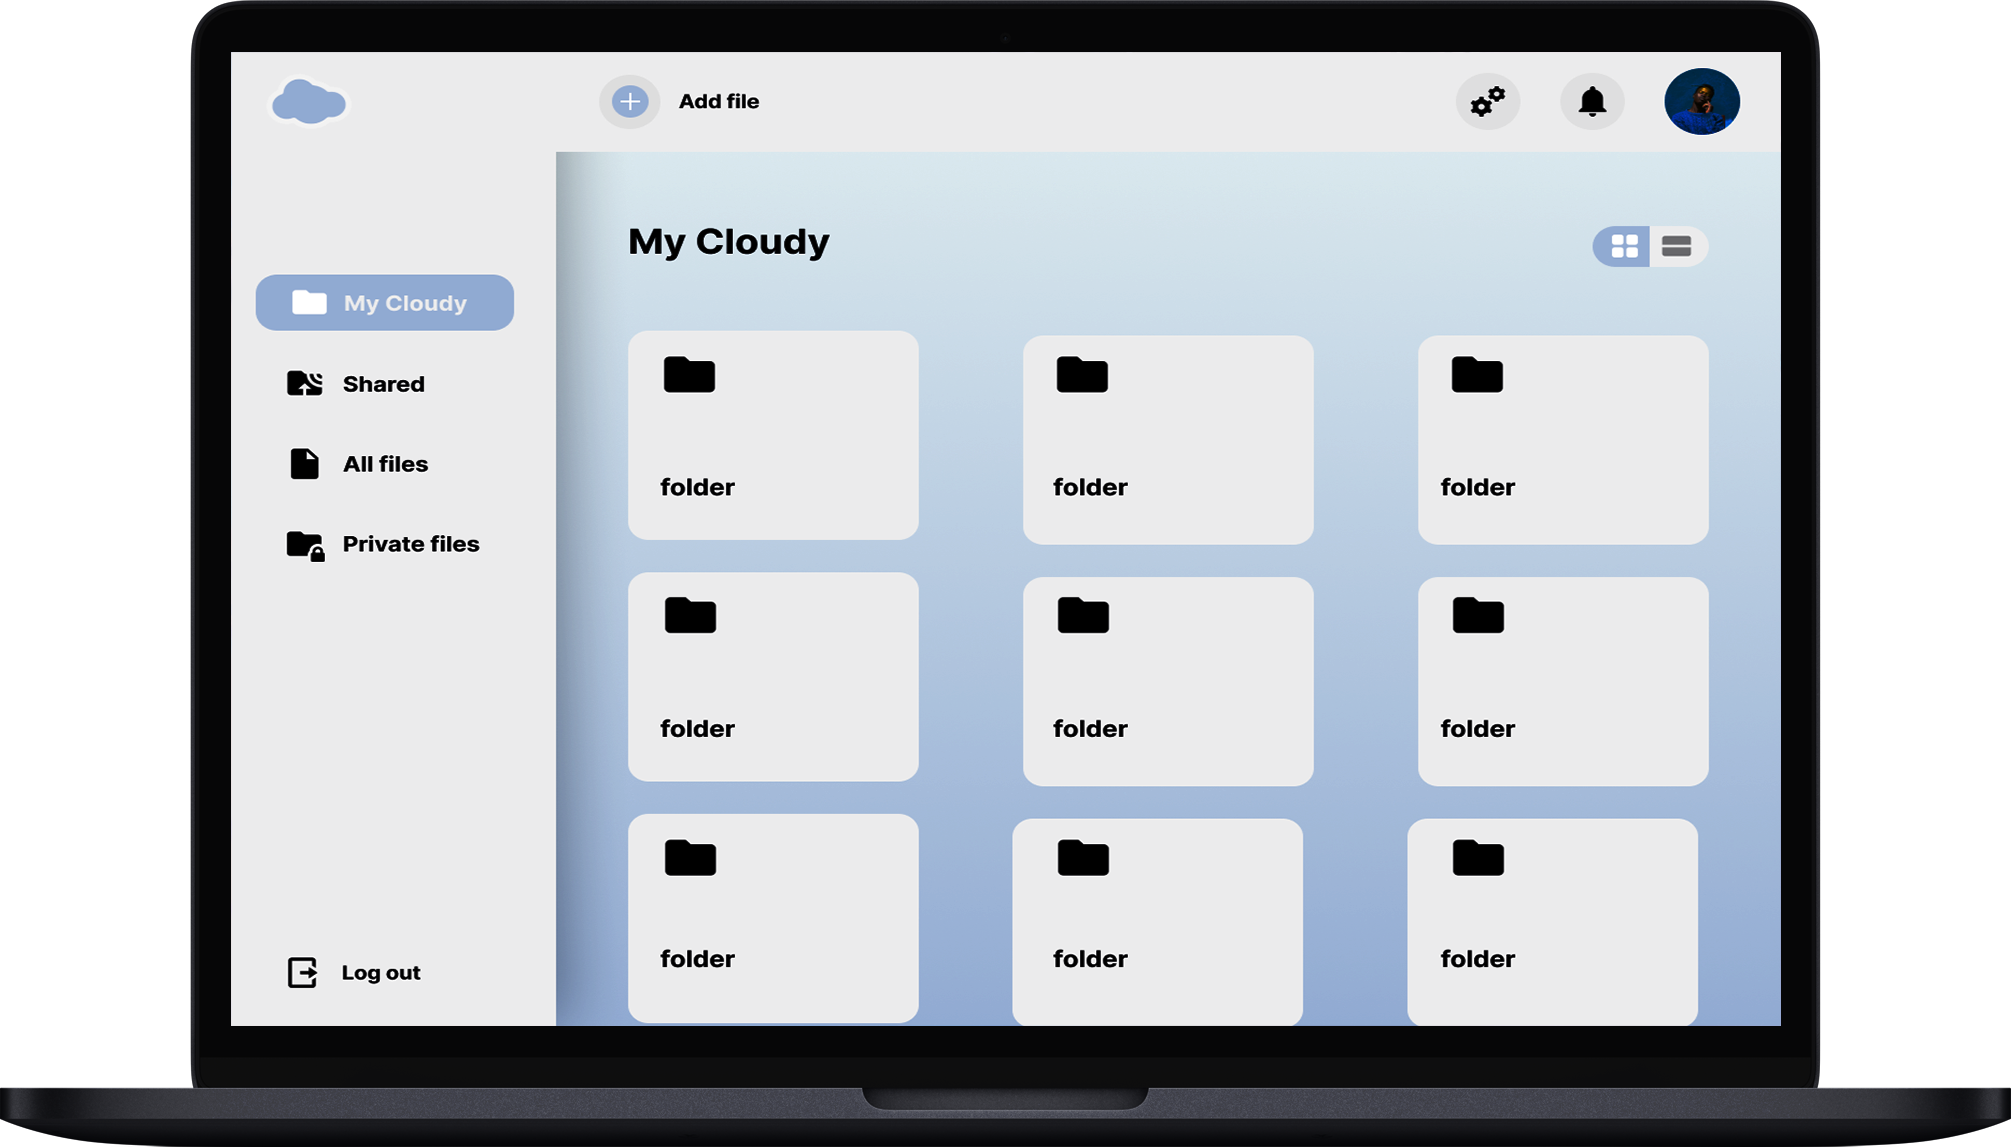 Add file
My Cloudy
My Cloudy
Shared
All files
Private files
Log out
folder
folder
folder
folder
folder
folder
folder
folder
folder